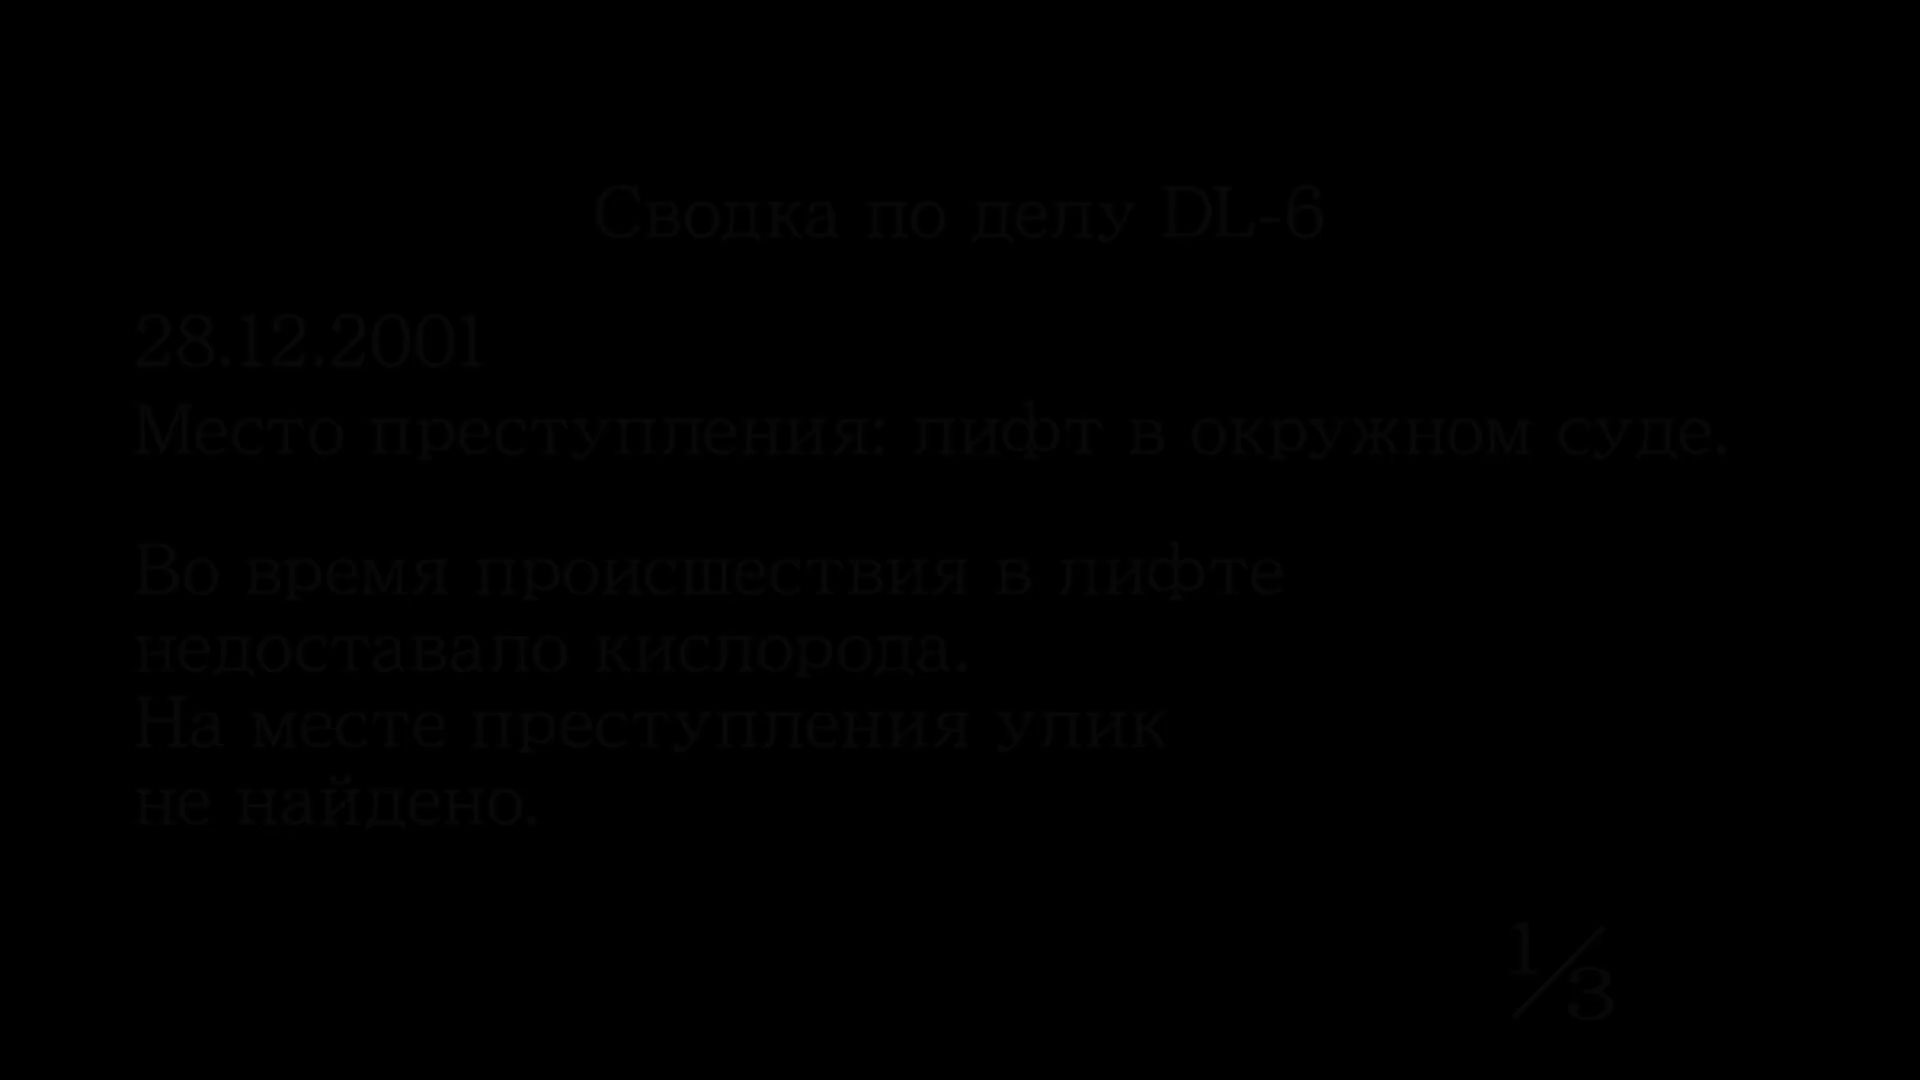 Сводка по делу DL-6
28.12.2001
Место преступления: лифт в окружном суде.
Во время происшествия в лифте
недоставало кислорода.
На месте преступления улик
не найдено.
1/3